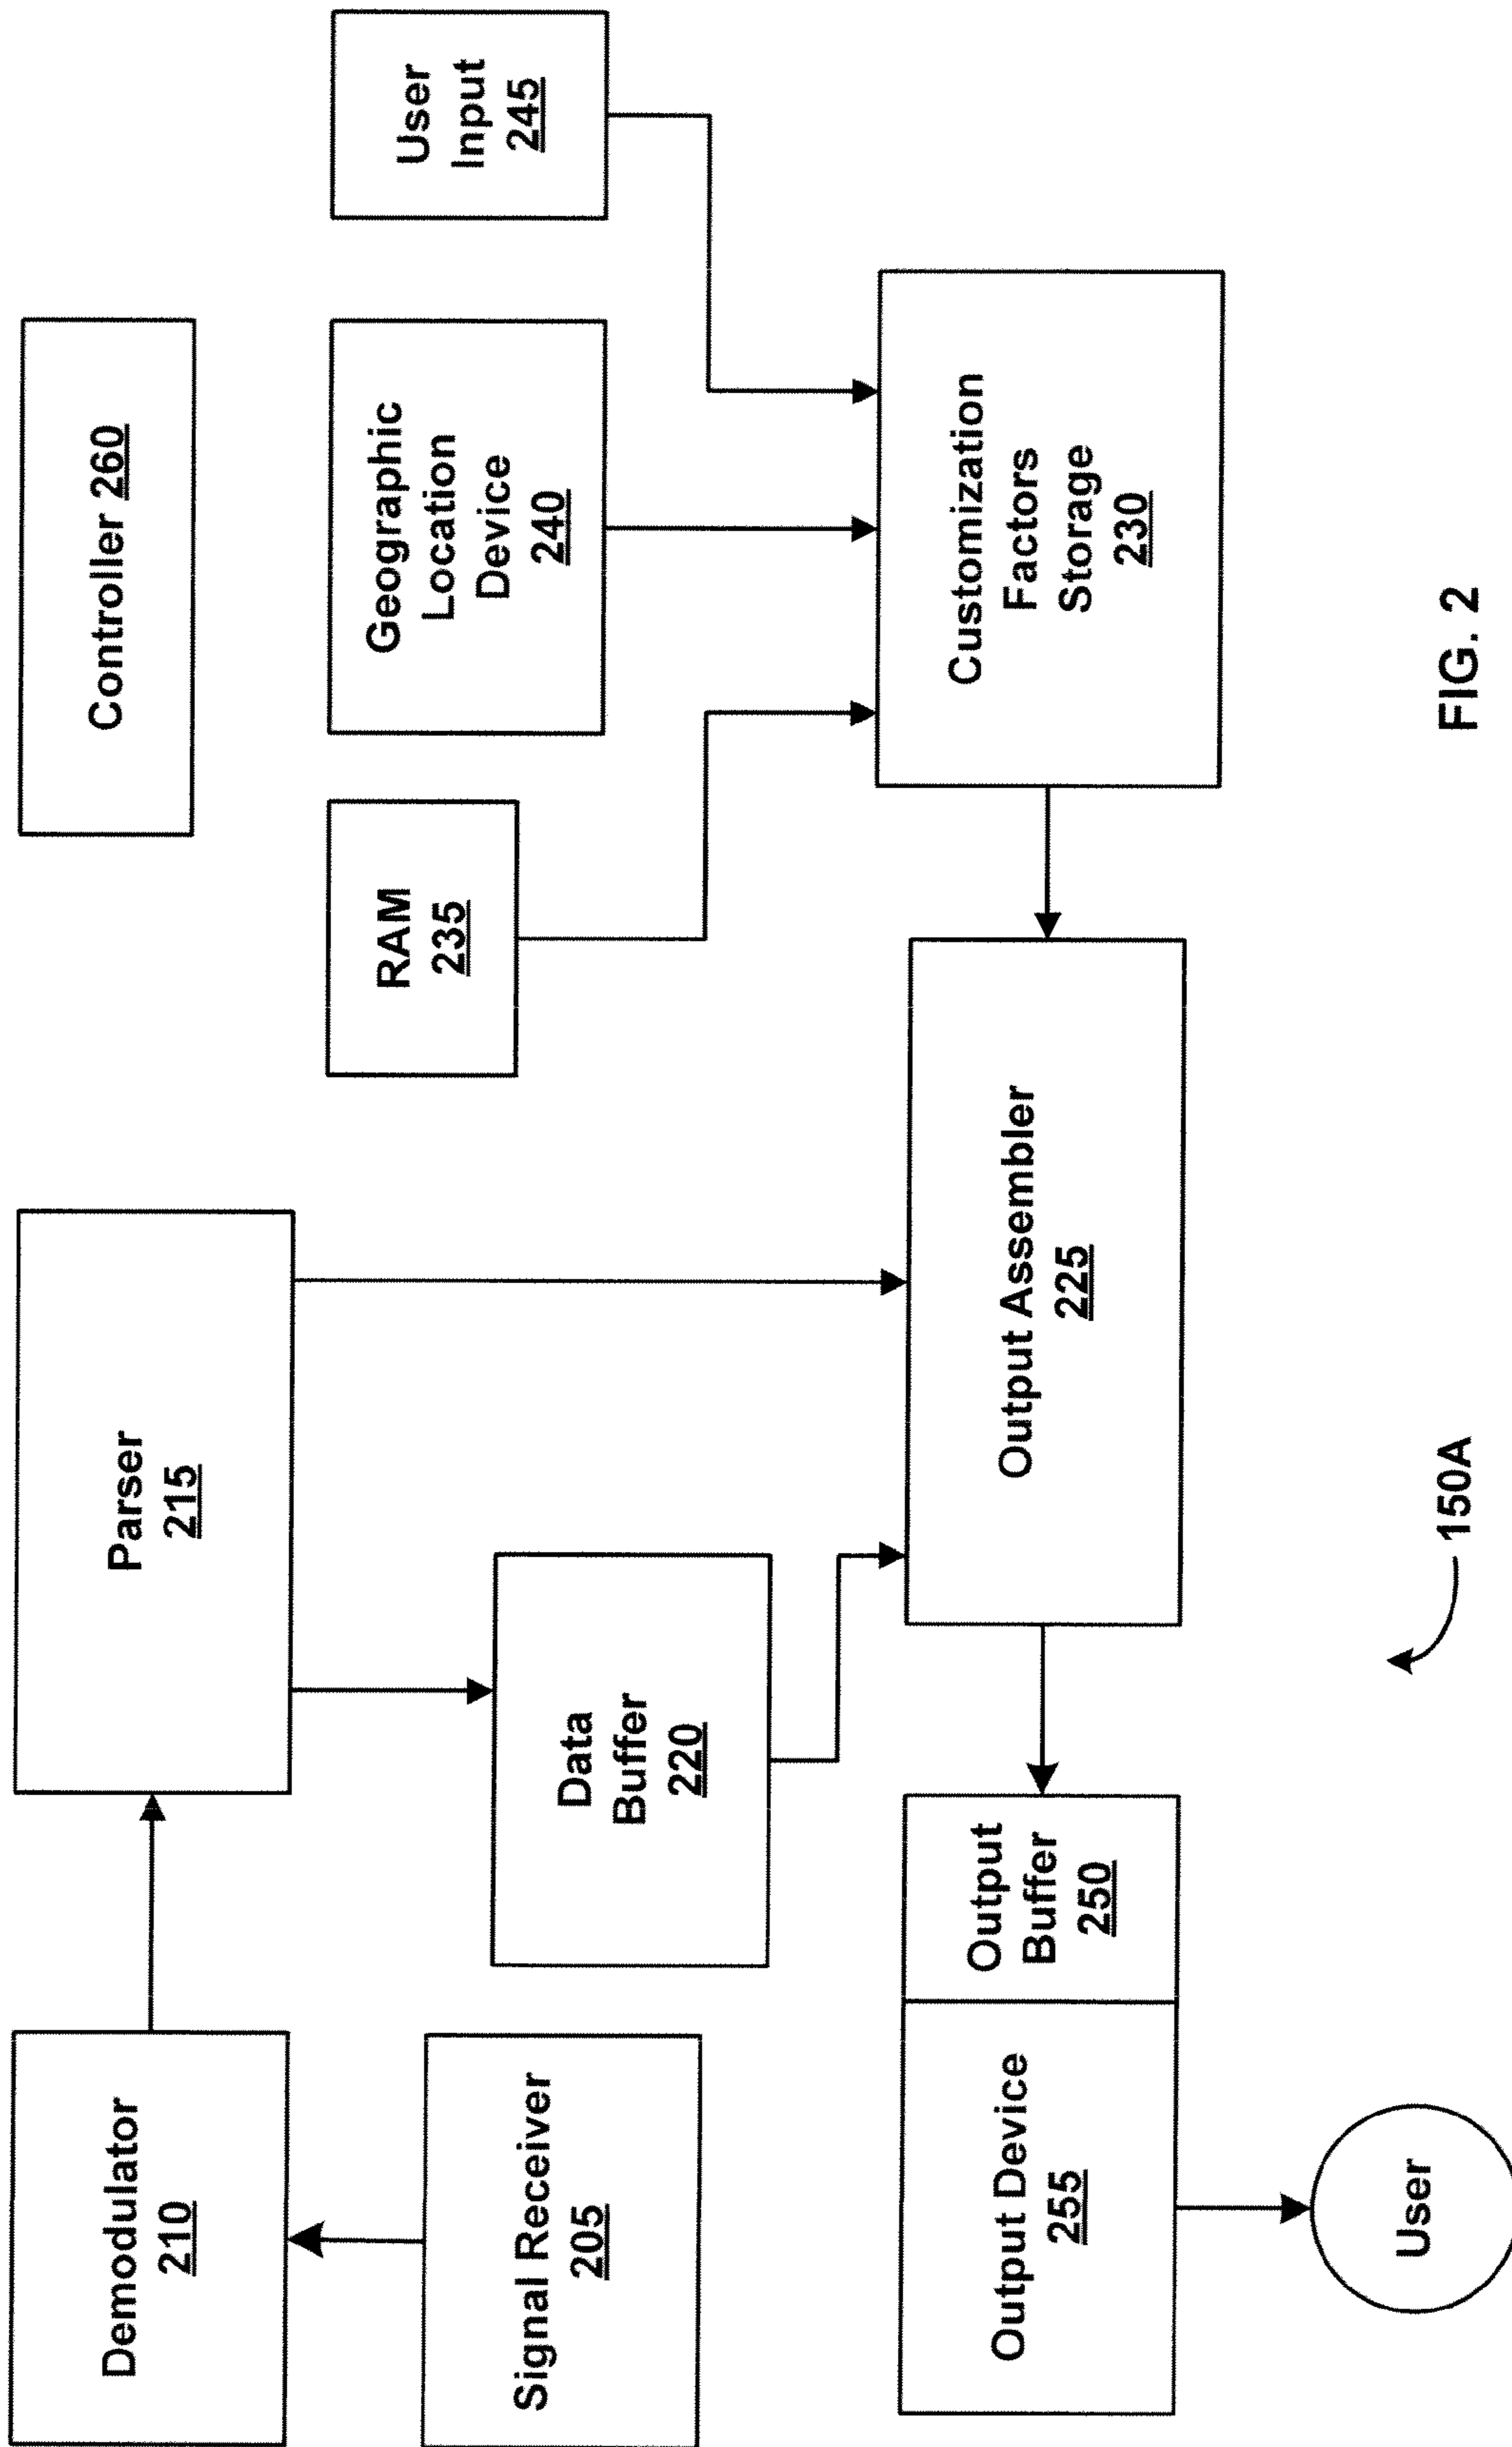 Demodulator
210
Parser
215
Controller 260
Signal Receiver
205
Data
Buffer
220
RAM
235
Geographic
Location
Device
240
User
Input
245
Output Device
255
Output
Buffer
250
Output Assembler
225
Customization
Factors
Storage
230
User
150A
FIG. 2